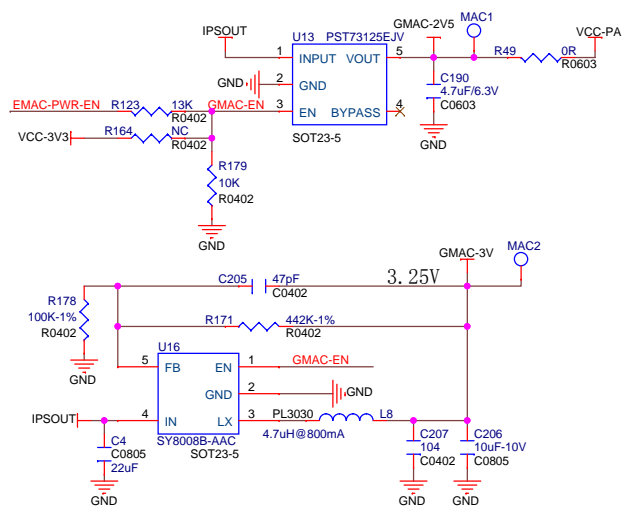 IPSOUT
U13 PST73125EJV
GMAC-2V5
MAC1
R49 0R
R0603
VCC-PA
1 INPUT VOUT 5
GND 2 GND
3 EN BYPASS 4
SOT23-5
C190
4.7uF/6.3V
C0603
GND
EMAC-PWR-EN R123 13K GMAC-EN
R0402
VCC-3V3 R164 NC
R0402
R179
10K
R0402
GND
GMAC-3V
MAC2
3.25V
C205 47pF
C0402
R178
100K-1%
R0402
GND
R171 442K-1%
R0402
U16
5 FB EN 1 GMAC-EN
GND 2 GND
IPSOUT 4 IN LX 3 PL3030 L8
4.7uH@800mA
SY8008B-AAC
SOT23-5
C4
C0805
22uF
GND
C207
104
C0402
GND
C206
10uF-10V
C0805
GND